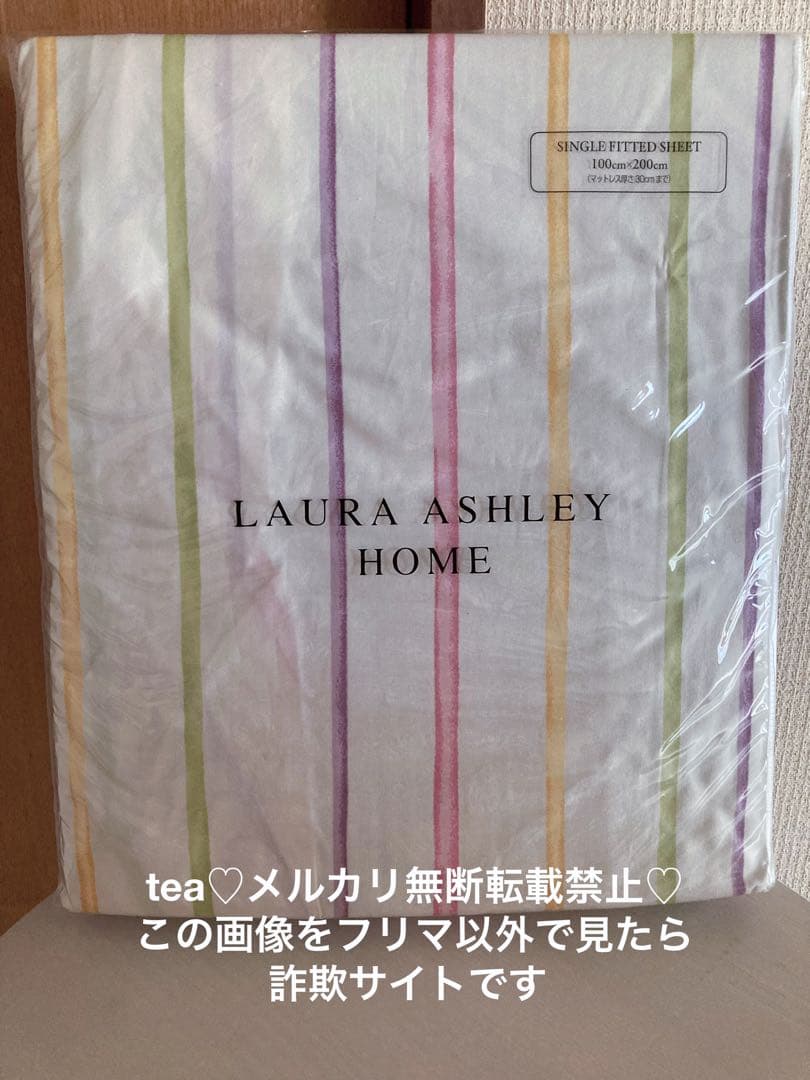 SINGLE FITTED SHEET
100cm×200cm
(マットレス厚さ30cmまで)
LAURA ASHLEY
HOME
tea♡メルカリ無断転載禁止♡
この画像をフリマ以外で見たら
詐欺サイトです